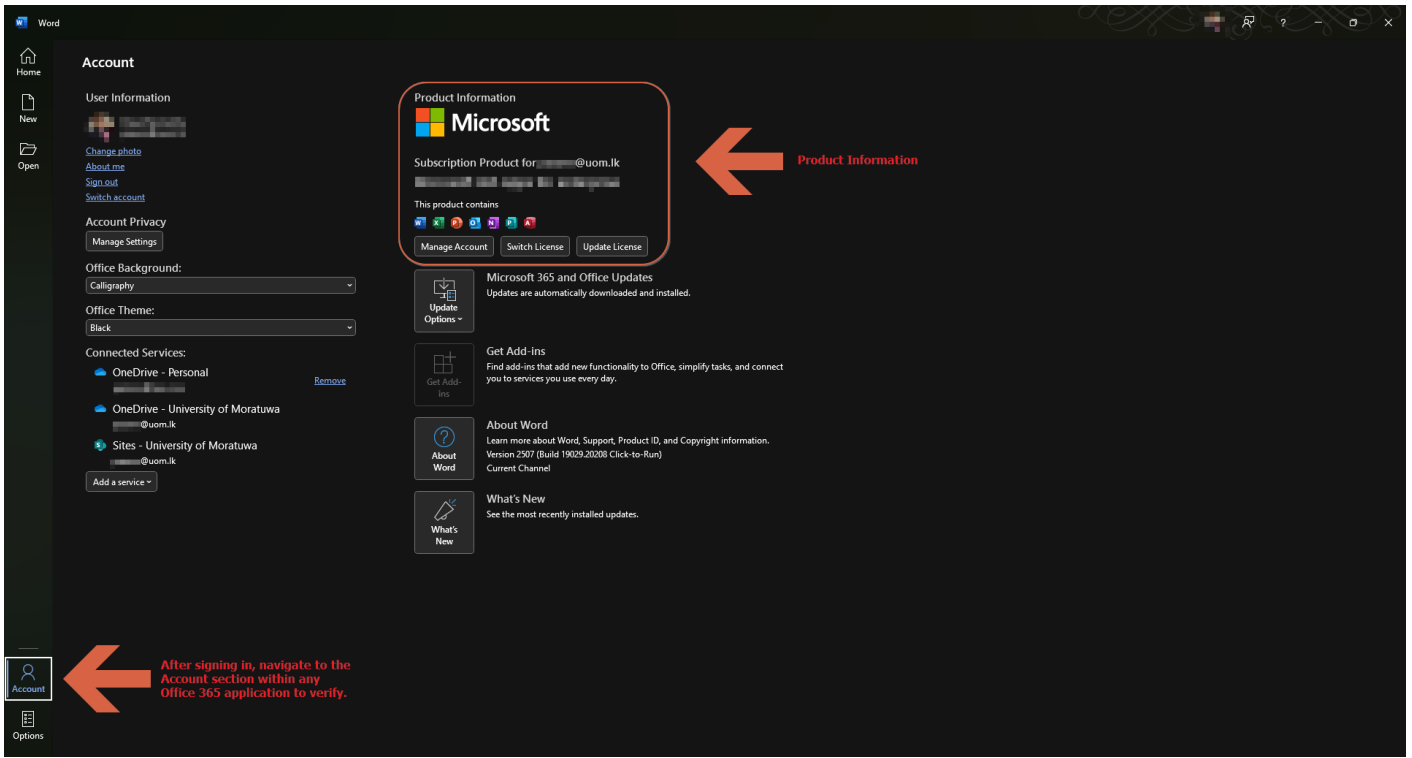 Word
Home
New
Open
Account
Options
Account
User Information
Change photo
About me
Sign out
Switch account
Account Privacy
Manage Settings
Office Background:
Calligraphy
Office Theme:
Black
Connected Services:
OneDrive - Personal
Remove
OneDrive - University of Moratuwa
@uom.lk
Sites - University of Moratuwa
@uom.lk
Add a service
Product Information
Microsoft
Subscription Product for @uom.lk
This product contains
Manage Account Switch License Update License
Update Options
Microsoft 365 and Office Updates
Updates are automatically downloaded and installed.
Get Add-ins
Get Add-ins
Find add-ins that add new functionality to Office, simplify tasks, and connect
you to services you use every day.
About Word
About Word
Learn more about Word, Support, Product ID, and Copyright information.
Version 2507 (Build 19029.20208 Click-to-Run)
Current Channel
What's New
What's New
See the most recently installed updates.
Product Information
After signing in, navigate to the
Account section within any
Office 365 application to verify.